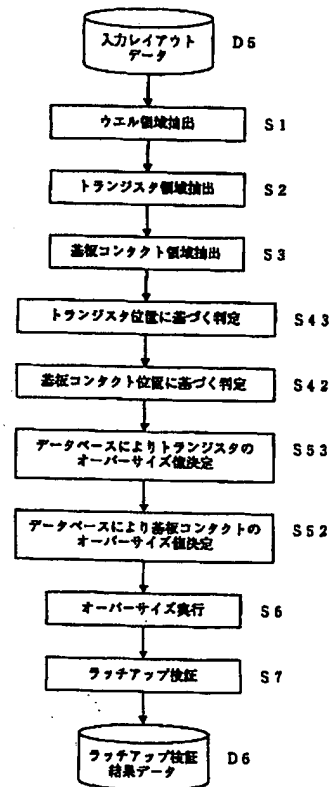 入力レイアウト
データ
D5
ウエル領域抽出
S1
トランジスタ領域抽出
S2
基板コンタクト領域抽出
S3
トランジスタ位置に基づく判定
S43
基板コンタクト位置に基づく判定
S42
データベースによりトランジスタの
オーバーサイズ値決定
S53
データベースにより基板コンタクトの
オーバーサイズ値決定
S52
オーバーサイズ実行
S6
ラッチアップ検証
S7
ラッチアップ検証
結果データ
D6